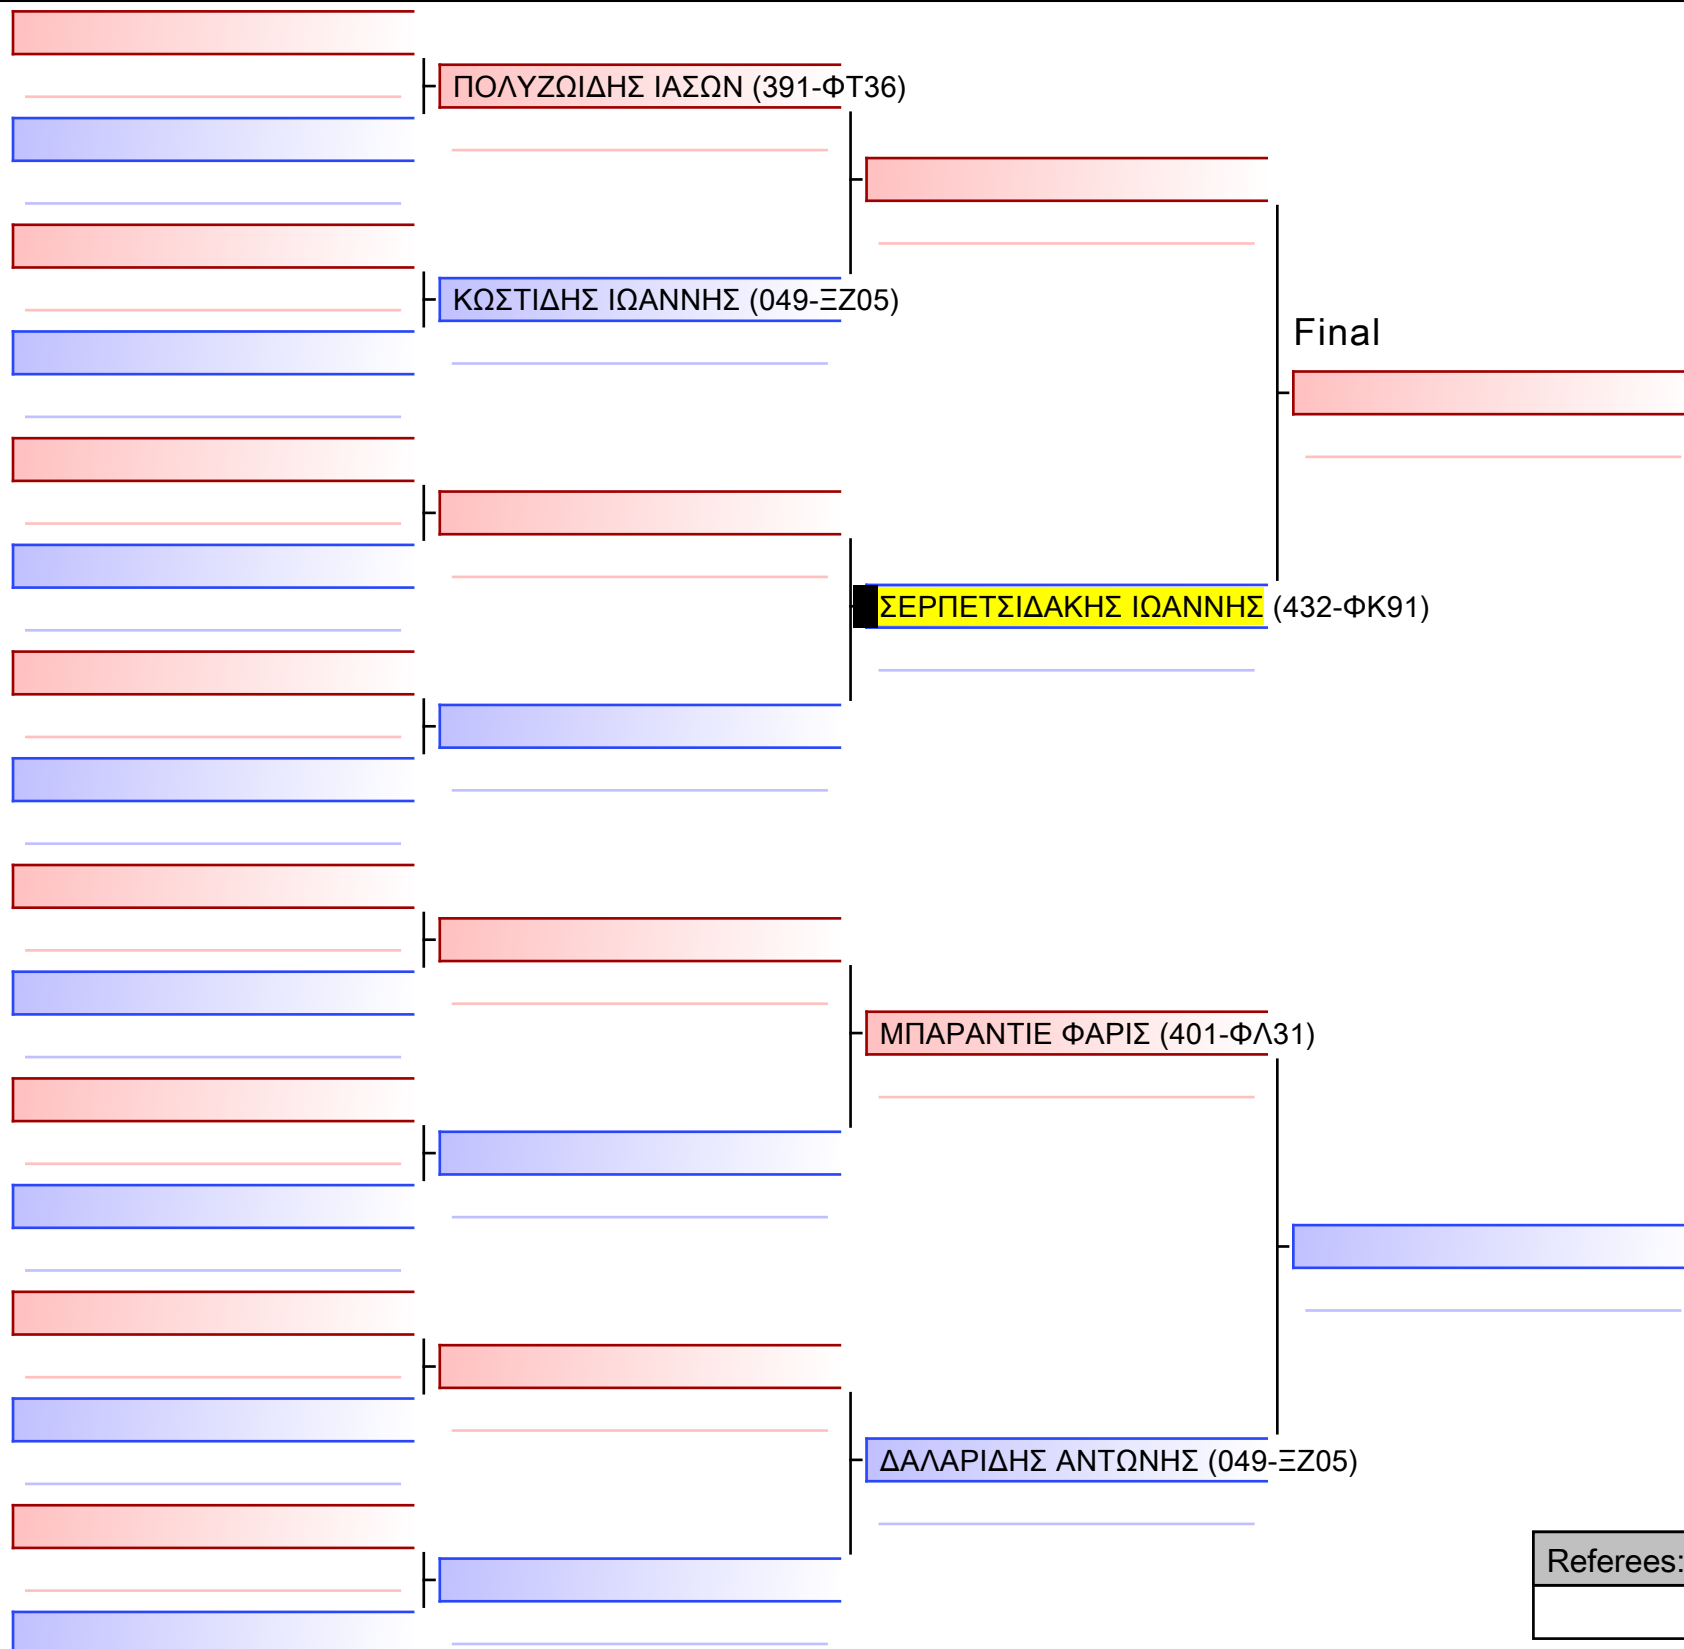 ΠΟΛΥΖΩΙΔΗΣ ΙΑΣΩΝ (391-ΦΤ36)
ΚΩΣΤΙΔΗΣ ΙΩΑΝΝΗΣ (049-ΞΖ05)
Final
ΣΕΡΠΕΤΣΙΔΑΚΗΣ ΙΩΑΝΝΗΣ (432-ΦΚ91)
ΜΠΑΡΑΝΤΙΕ ΦΑΡΙΣ (401-ΦΛ31)
ΔΑΛΑΡΙΔΗΣ ΑΝΤΩΝΗΣ (049-ΞΖ05)
Referees: